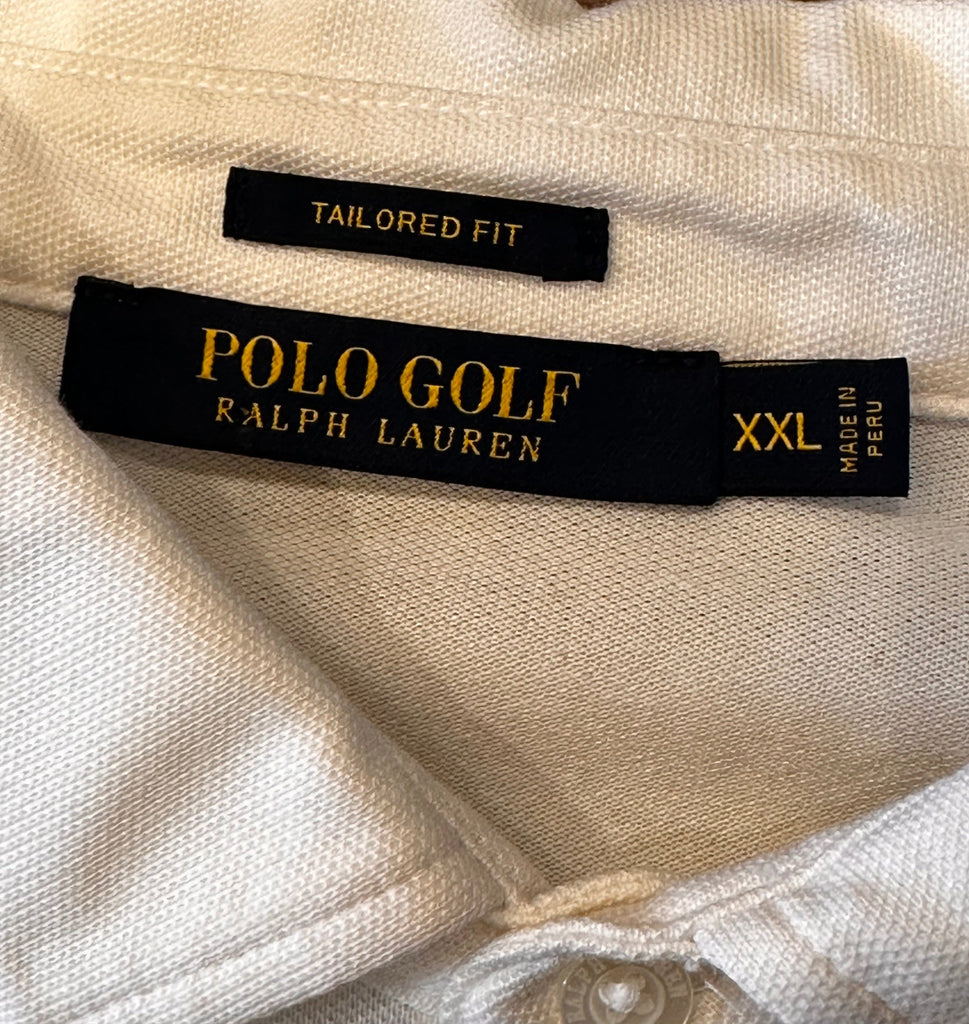 TAILORED FIT
POLO GOLF
RALPH LAUREN
XXL
MADE IN
PERU